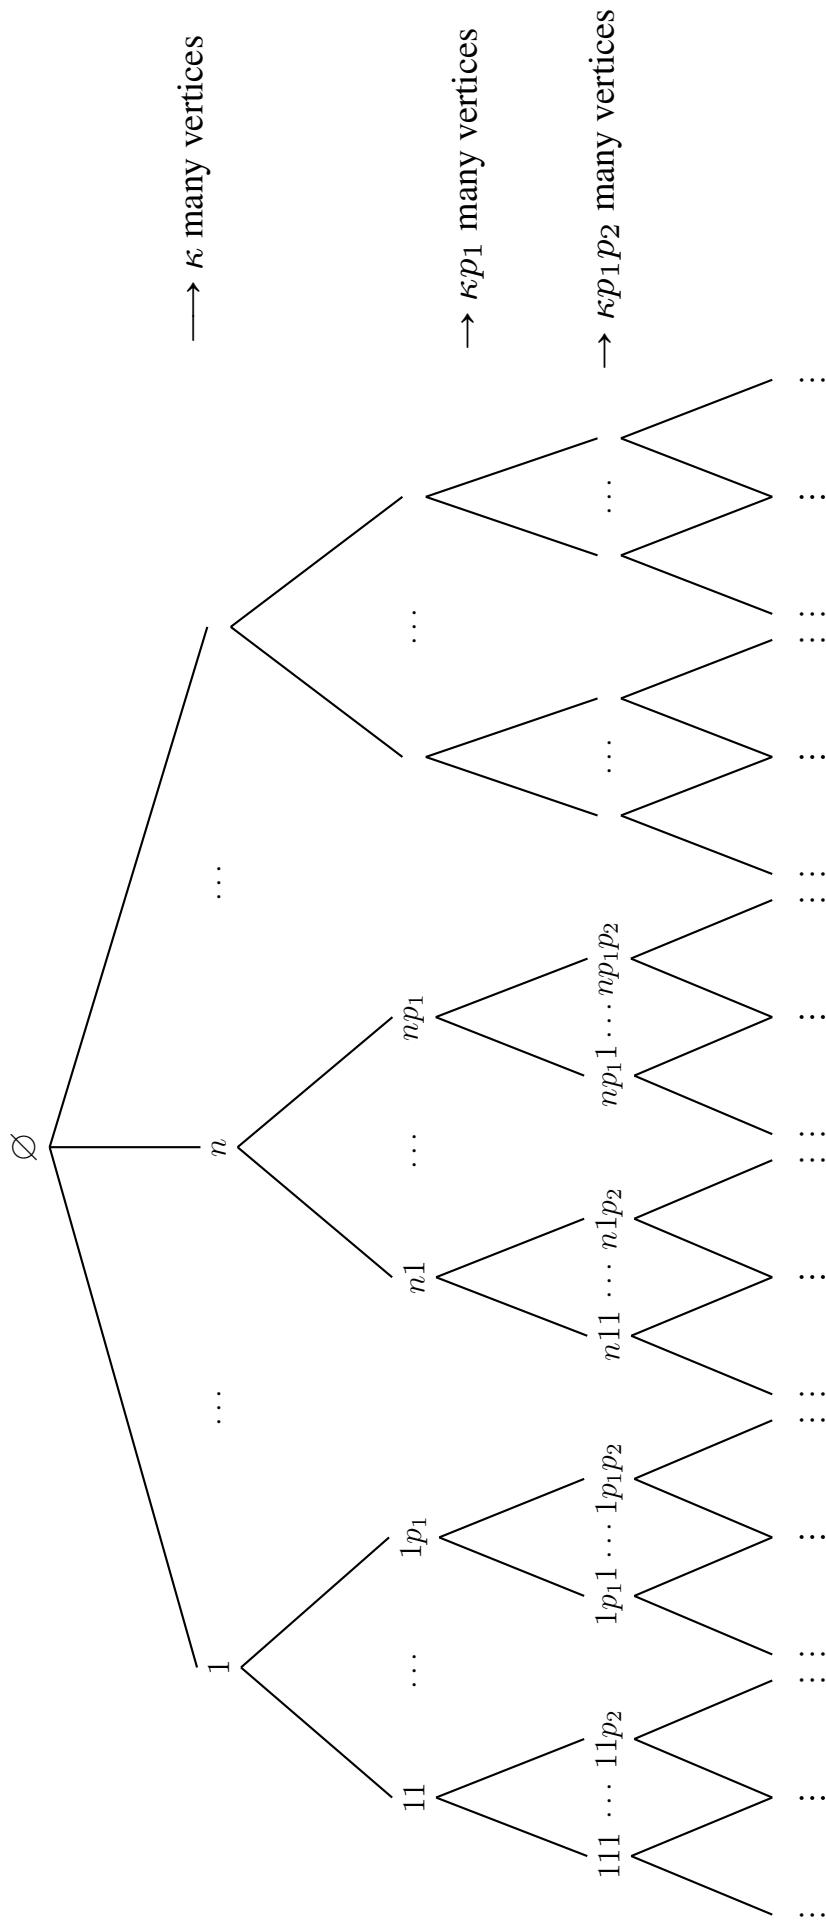 ∅
1 … n … → κ many vertices
11 … 1p₁ n1 … np₁ … → κp₁ many vertices
111 … 11p₂ 1p₁1 … 1p₁p₂ n11 … n1p₂ np₁1 … np₁p₂ … … → κp₁p₂ many vertices
… … … … … … … … … … … … … … … … … …